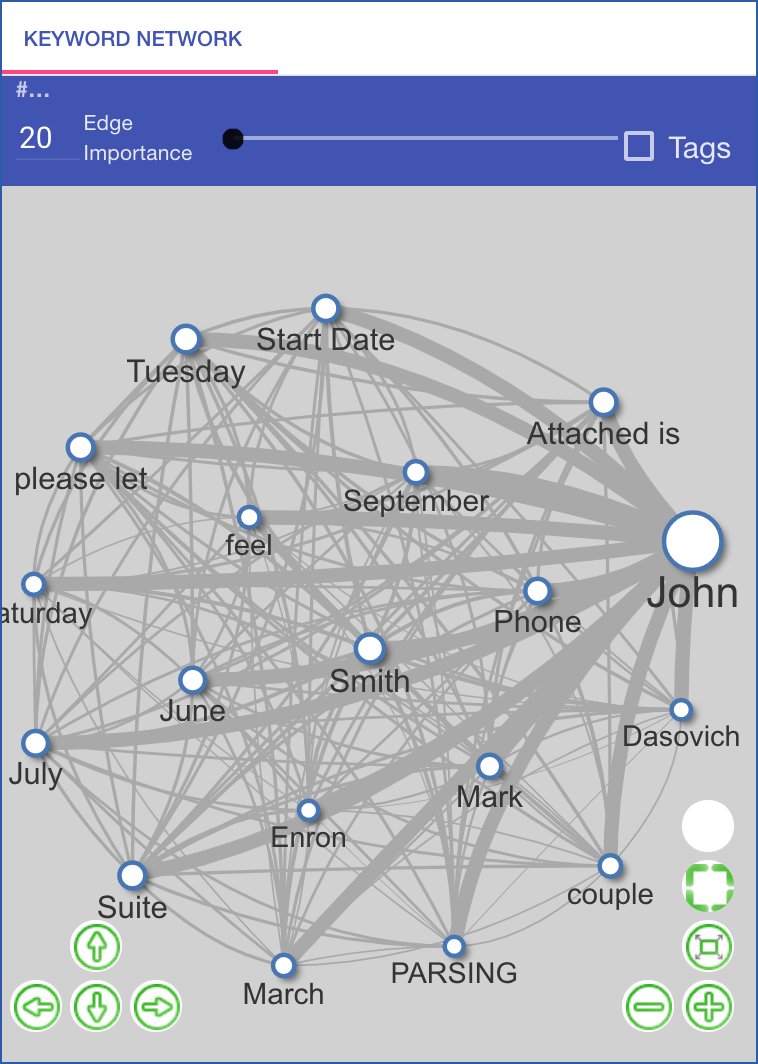 KEYWORD NETWORK
#...
20
Edge
Importance
Tags
Start Date
Tuesday
Attached is
please let
September
feel
John
aturday
Phone
Smith
June
Dasovich
July
Mark
Enron
couple
Suite
PARSING
March